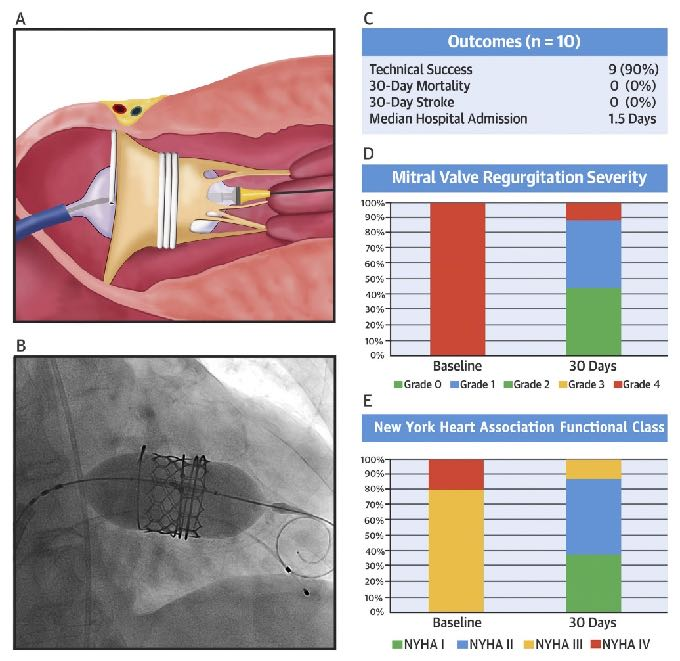 A
B
C
Outcomes (n = 10)
Technical Success 9 (90%)
30-Day Mortality 0 (0%)
30-Day Stroke 0 (0%)
Median Hospital Admission 1.5 Days
D
Mitral Valve Regurgitation Severity
100%
90%
80%
70%
60%
50%
40%
30%
20%
10%
0%
Baseline 30 Days
Grade 0 Grade 1 Grade 2 Grade 3 Grade 4
E
New York Heart Association Functional Class
100%
90%
80%
70%
60%
50%
40%
30%
20%
10%
0%
Baseline 30 Days
NYHA I NYHA II NYHA III NYHA IV